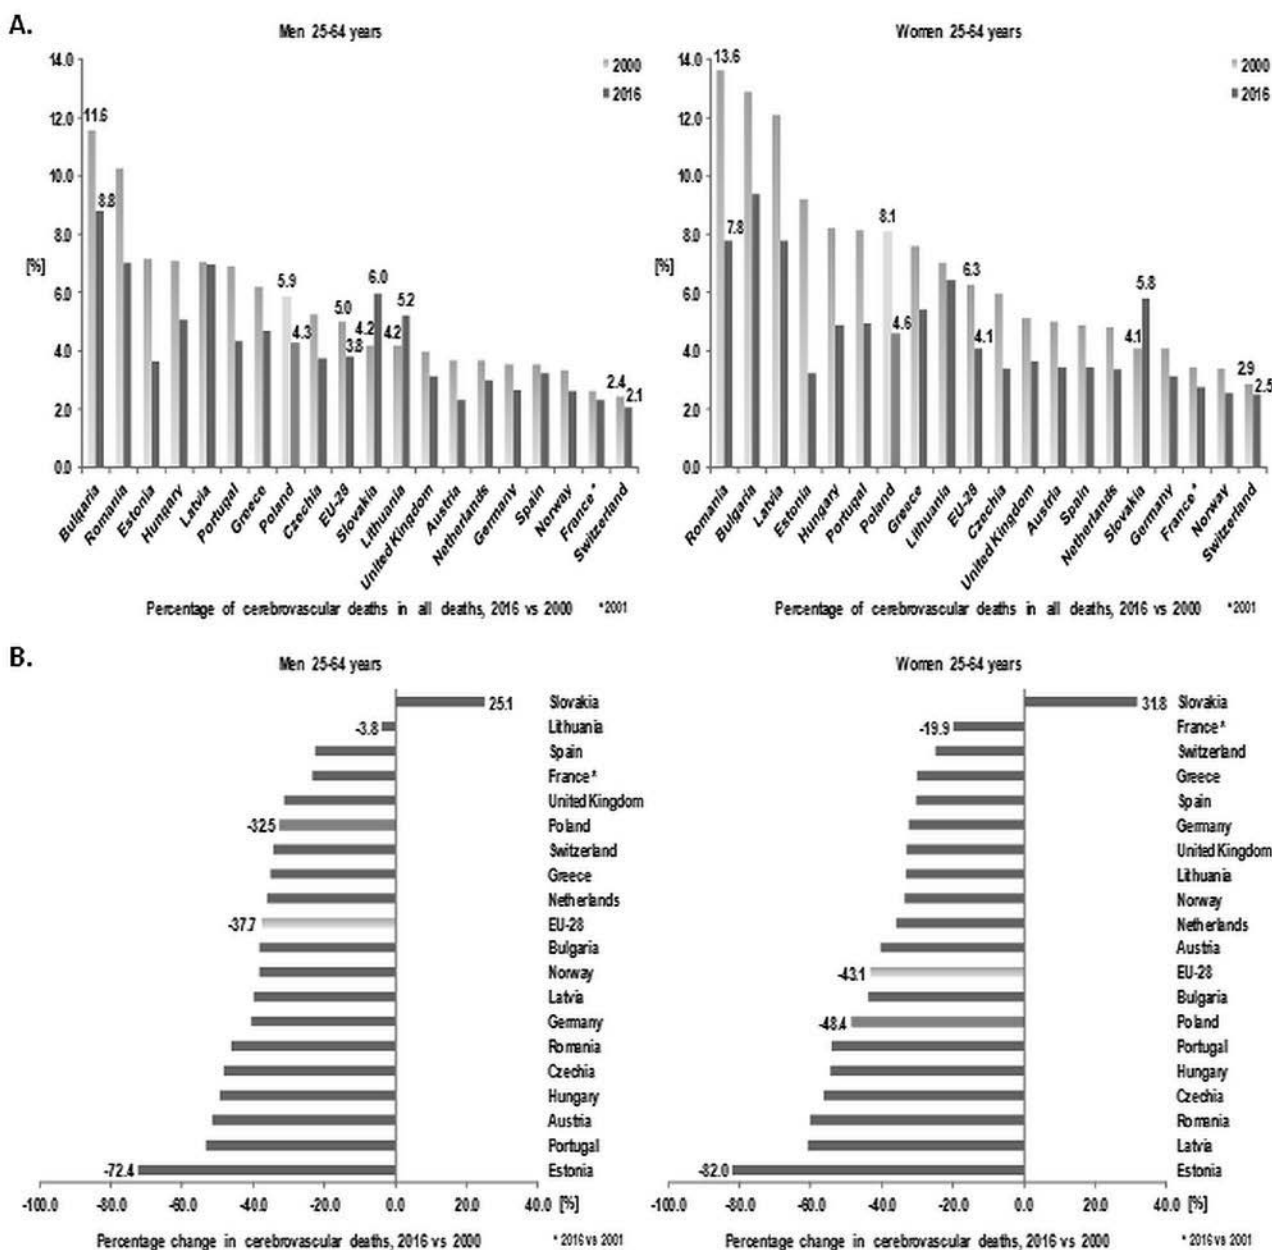 A.
Men 25-64 years
14.0
12.0
10.0
8.0
6.0
4.0
2.0
0.0
[%]
2000
2016
11.6
8.8
5.9
4.3
5.0
3.8
4.2
6.0
4.2
5.2
2.4
2.1
Bulgaria
Romania
Estonia
Hungary
Latvia
Portugal
Greece
Poland
Czechia
EU-28
Slovakia
Lithuania
United Kingdom
Austria
Netherlands
Germany
Spain
Norway
France*
Switzerland
Percentage of cerebrovascular deaths in all deaths, 2016 vs 2000 *2001
Women 25-64 years
14.0
12.0
10.0
8.0
6.0
4.0
2.0
0.0
[%]
2000
2016
13.6
7.8
8.1
4.6
6.3
4.1
4.1
5.8
29
2.5
Romania
Bulgaria
Latvia
Estonia
Hungary
Portugal
Poland
Greece
Lithuania
EU-28
Czechia
United Kingdom
Austria
Spain
Netherlands
Slovakia
Germany
France*
Norway
Switzerland
Percentage of cerebrovascular deaths in all deaths, 2016 vs 2000 *2001
B.
Men 25-64 years
25.1 Slovakia
-3.8 Lithuania
Spain
France*
United Kingdom
-32.5 Poland
Switzerland
Greece
Netherlands
-37.7 EU-28
Bulgaria
Norway
Latvia
Germany
Romania
Czechia
Hungary
Austria
Portugal
-72.4 Estonia
-100.0 -80.0 -60.0 -40.0 -20.0 0.0 20.0 40.0 [%]
Percentage change in cerebrovascular deaths, 2016 vs 2000 * 2016 vs 2001
Women 25-64 years
31.8 Slovakia
-19.9 France*
Switzerland
Greece
Spain
Germany
United Kingdom
Lithuania
Norway
Netherlands
Austria
-43.1 EU-28
Bulgaria
-48.4 Poland
Portugal
Hungary
Czechia
Romania
Latvia
-82.0 Estonia
-100.0 -80.0 -60.0 -40.0 -20.0 0.0 20.0 40.0 [%]
Percentage change in cerebrovascular deaths, 2016 vs 2000 * 2016 vs 2001